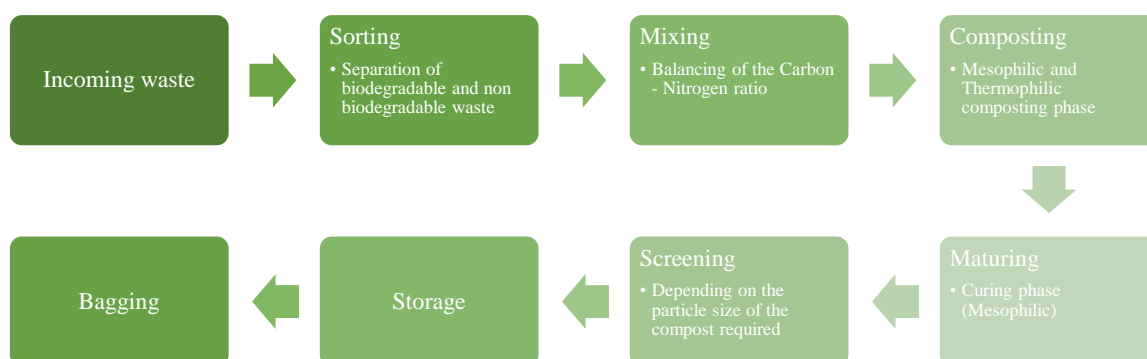 Incoming waste
Sorting
• Separation of
biodegradable and non
biodegradable waste
Mixing
• Balancing of the Carbon
- Nitrogen ratio
Composting
• Mesophilic and
Thermophilic
composting phase
Maturing
• Curing phase
(Mesophilic)
Screening
• Depending on the
particle size of the
compost required
Storage
Bagging